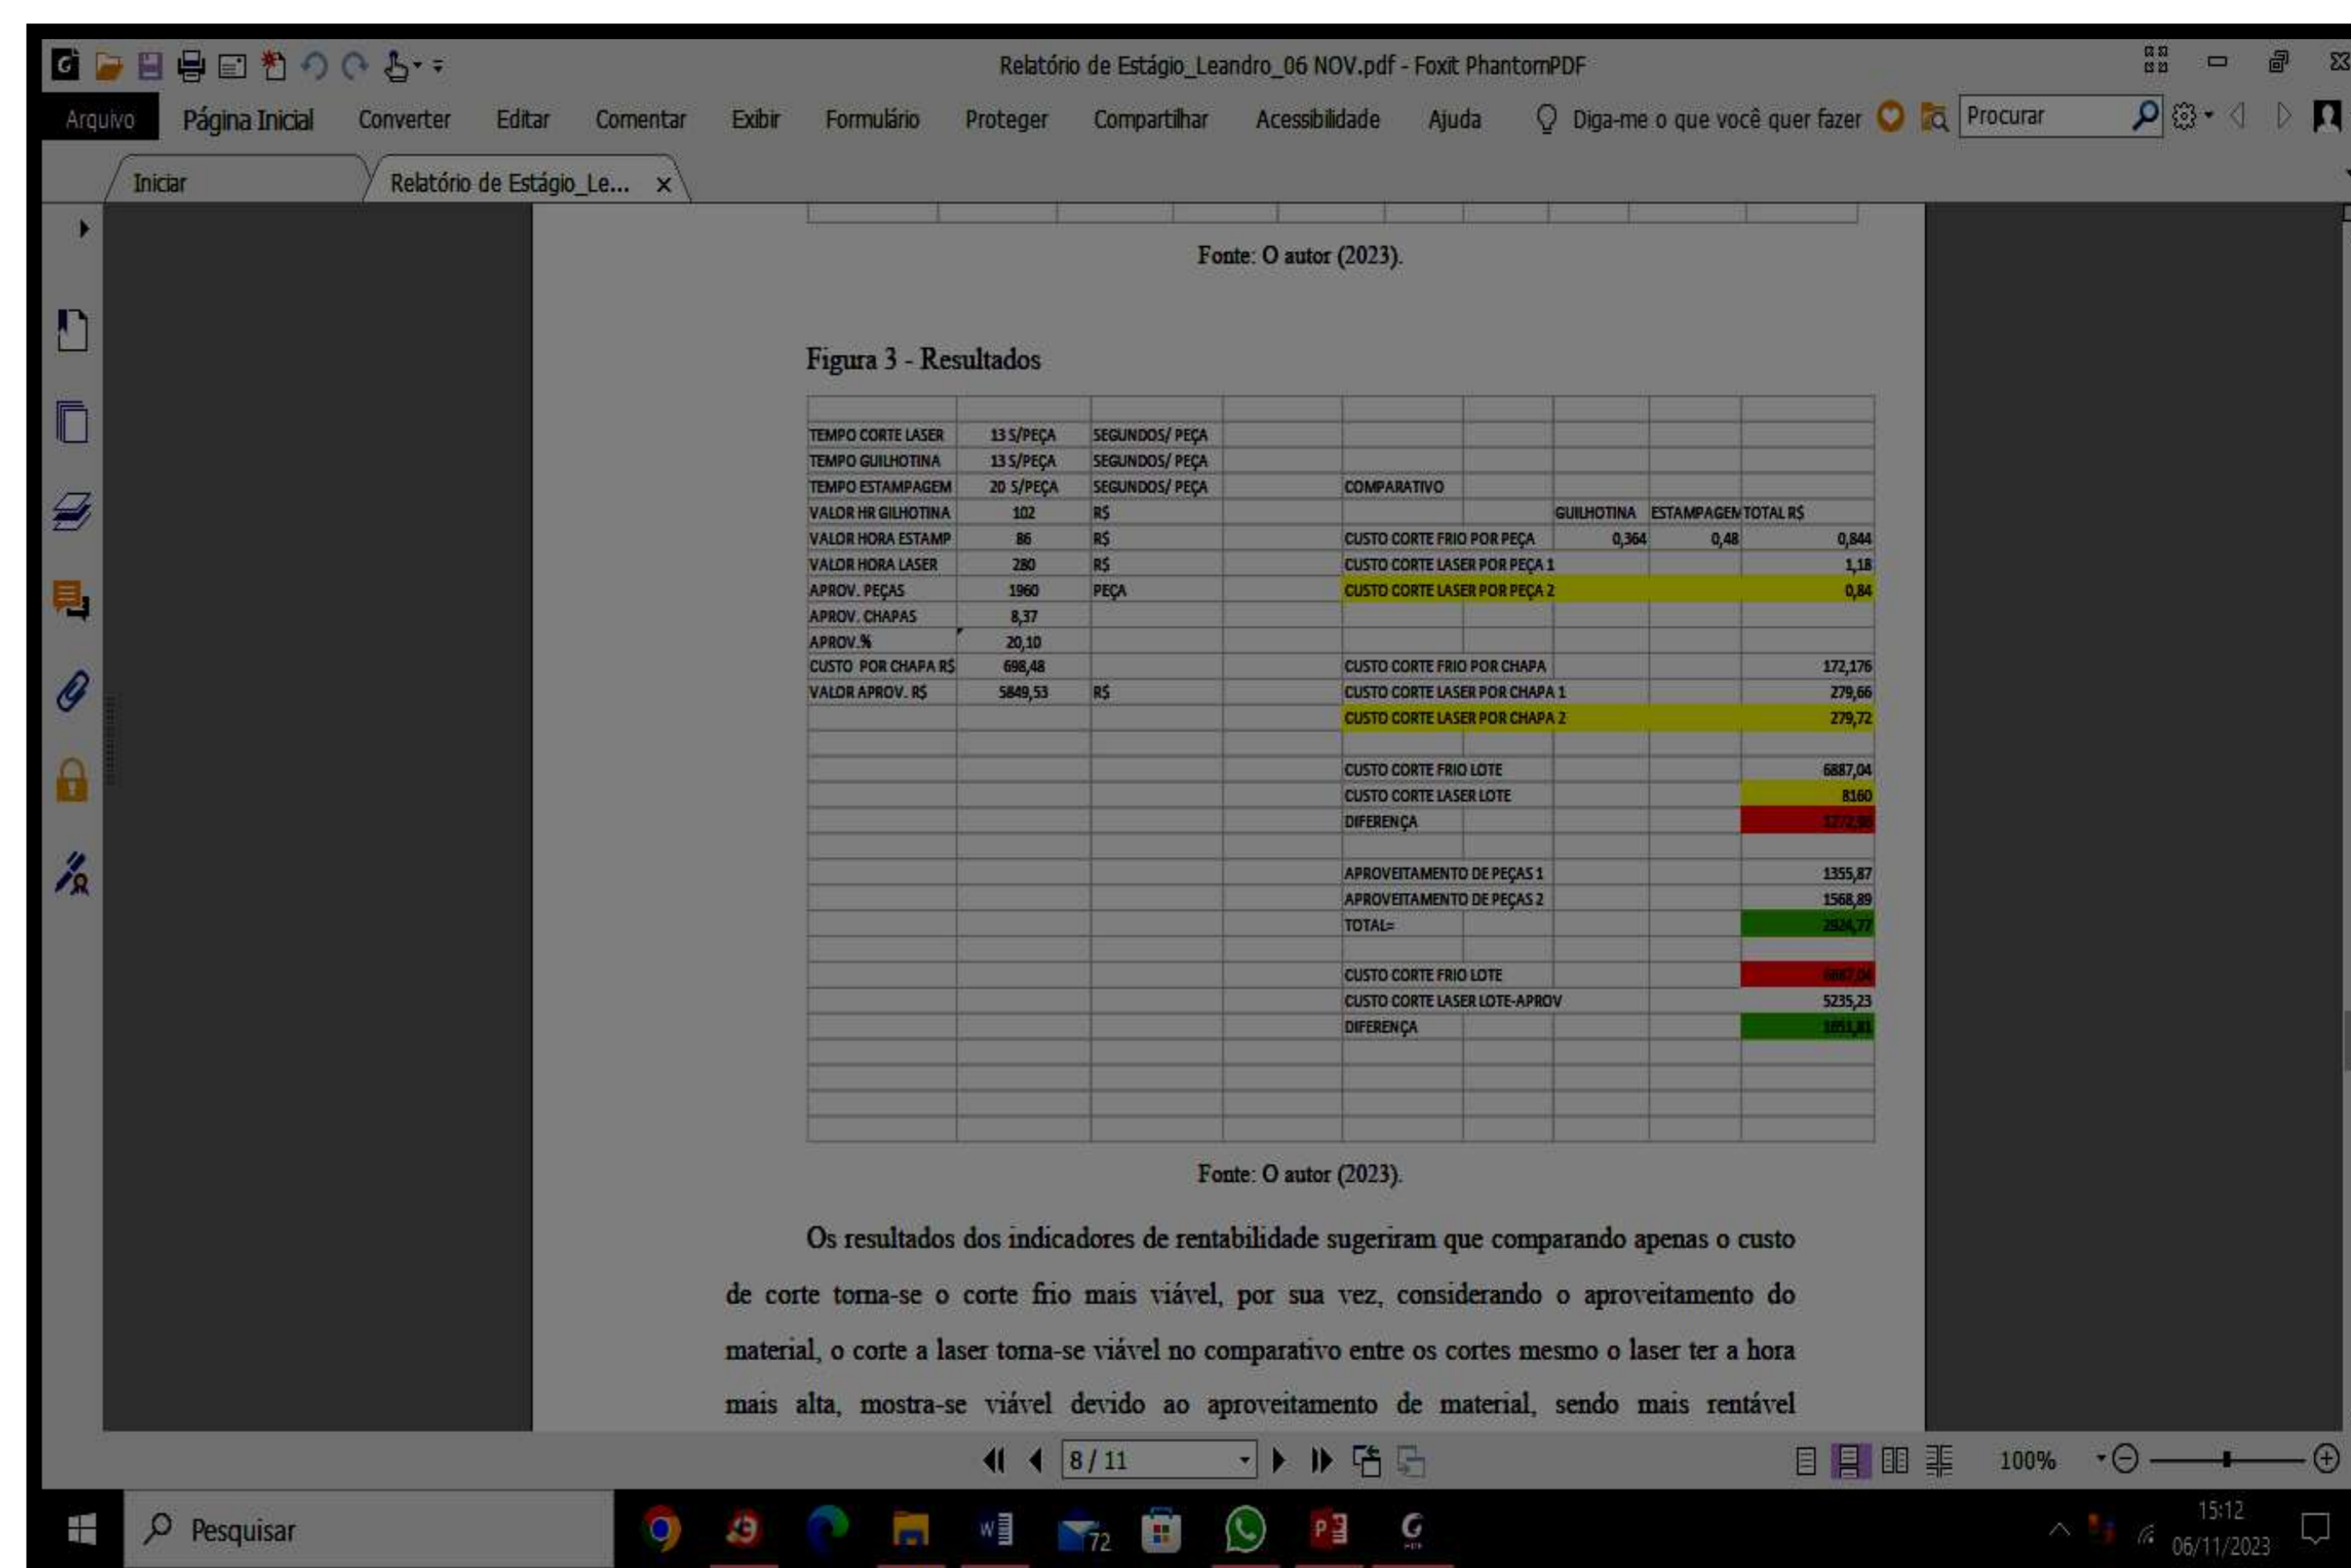 Relatório de Estágio_Leandro_06 NOV.pdf - Foxit PhantomPDF
Arquivo Página Inicial Converter Editar Comentar Exibir Formulário Proteger Compartilhar Acessibilidade Ajuda Diga-me o que você quer fazer Procurar
Iniciar Relatório de Estágio_Le... x
Fonte: O autor (2023).
Figura 3 - Resultados
TEMPO CORTE LASER 13 S/PEÇA SEGUNDOS/ PEÇA
TEMPO GUILHOTINA 13 S/PEÇA SEGUNDOS/ PEÇA
TEMPO ESTAMPAGEM 20 S/PEÇA SEGUNDOS/ PEÇA COMPARATIVO
VALOR HR GILHOTINA 102 R$ GUILHOTINA ESTAMPAGEM TOTAL R$
VALOR HORA ESTAMP 86 R$ CUSTO CORTE FRIO POR PEÇA 0,364 0,48 0,844
VALOR HORA LASER 280 R$ CUSTO CORTE LASER POR PEÇA 1 1,18
APROV. PEÇAS 1960 PEÇA CUSTO CORTE LASER POR PEÇA 2 0,84
APROV. CHAPAS 8,37
APROV.% 20,10
CUSTO POR CHAPA R$ 698,48 CUSTO CORTE FRIO POR CHAPA 172,176
VALOR APROV. R$ 5849,53 R$ CUSTO CORTE LASER POR CHAPA 1 279,66
CUSTO CORTE LASER POR CHAPA 2 279,72
CUSTO CORTE FRIO LOTE 6887,04
CUSTO CORTE LASER LOTE 8160
DIFERENÇA 1272,96
APROVEITAMENTO DE PEÇAS 1 1355,87
APROVEITAMENTO DE PEÇAS 2 1568,89
TOTAL= 2924,77
CUSTO CORTE FRIO LOTE 6887,04
CUSTO CORTE LASER LOTE-APROV 5235,23
DIFERENÇA 1651,81
Fonte: O autor (2023).
Os resultados dos indicadores de rentabilidade sugeriram que comparando apenas o custo
de corte torna-se o corte frio mais viável, por sua vez, considerando o aproveitamento do
material, o corte a laser torna-se viável no comparativo entre os cortes mesmo o laser ter a hora
mais alta, mostra-se viável devido ao aproveitamento de material, sendo mais rentável
8 / 11 100%
Pesquisar 72 15:12
06/11/2023